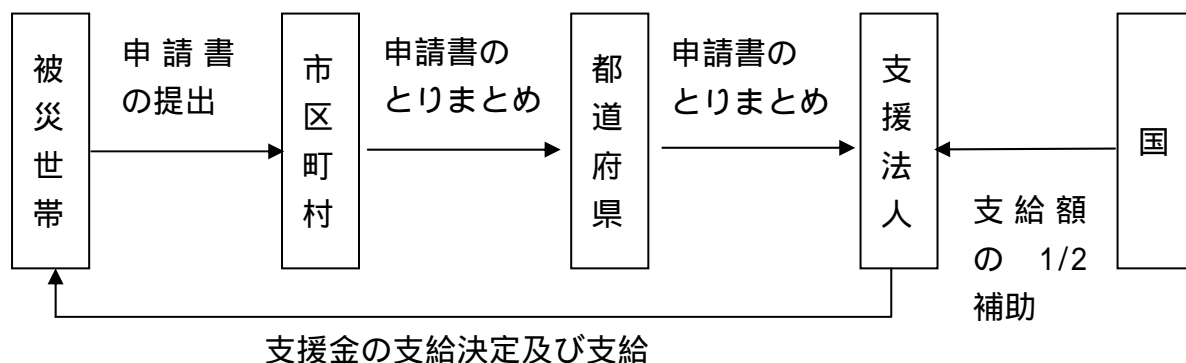 被災世帯
申請書
の提出
市区町村
申請書の
とりまとめ
都道府県
申請書の
とりまとめ
支援法人
国
支給額
の 1/2
補助
支援金の支給決定及び支給